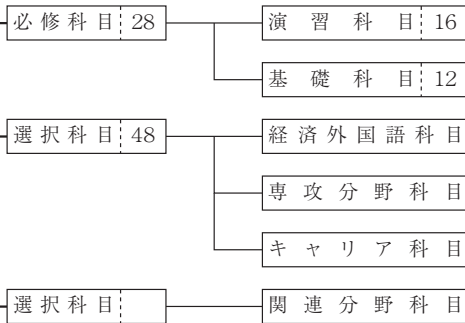 必修科目 28
演習科目 16
基礎科目 12
選択科目 48
経済外国語科目
専攻分野科目
キャリア科目
選択科目
関連分野科目